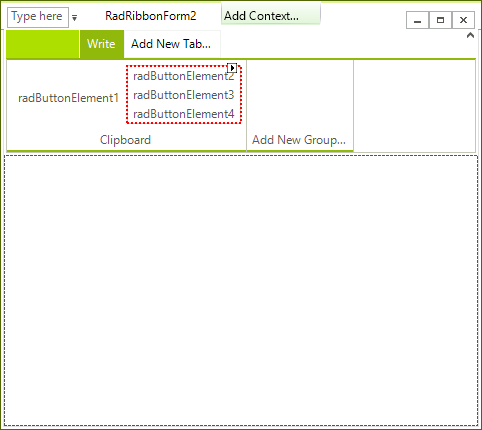 Type here RadRibbonForm2 Add Context...
Write Add New Tab...
radButtonElement2
radButtonElement1 radButtonElement3
radButtonElement4
Clipboard Add New Group...